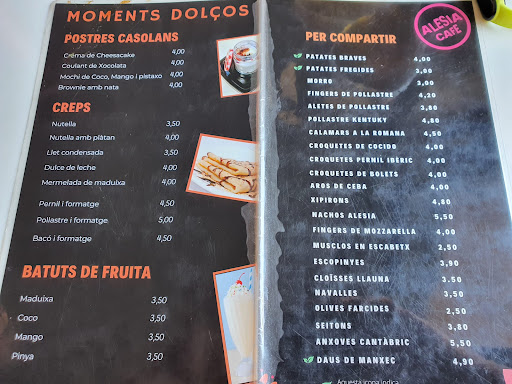 MOMENTS DOLÇOS
POSTRES CASOLANS
Crema de Cheesacake 4,00
Coulant de Xocolata 4,00
Mochi de Coco, Mango i pistaxo 4,00
Brownie amb nata 4,00
CREPS
Nutella 3,50
Nutella amb plàtan 4,00
Llet condensada 3,50
Dulce de leche 4,00
Mermelada de maduixa 4,00
Pernil i formatge 4,50
Pollastre i formatge 5,00
Bacó i formatge 4,50
BATUTS DE FRUITA
Maduixa 3,50
Coco 3,50
Mango 3,50
Pinya 3,50
ALESIA CAFÈ
PER COMPARTIR
PATATES BRAVES 4,00
PATATES FREGIDES 3,00
MORRO 3,00
FINGERS DE POLLASTRE 4,20
ALETES DE POLLASTRE 3,80
POLLASTRE KENTUKY 4,80
CALAMARS A LA ROMANA 4,50
CROQUETES DE COCIDO 4,00
CROQUETES PERNIL IBÈRIC 4,00
CROQUETES DE BOLETS 4,00
AROS DE CEBA 4,00
XIPIRONS 4,80
NACHOS ALESIA 5,50
FINGERS DE MOZZARELLA 4,00
MUSCLOS EN ESCABETX 2,50
ESCOPINYES 3,90
CLOÏSSES LLAUNA 3,50
NAVALLES 3,50
OLIVES FARCIDES 2,50
SEITONS 3,80
ANXOVES CANTÀBRIC 5,50
DAUS DE MANXEC 4,90
Aquesta icona indica